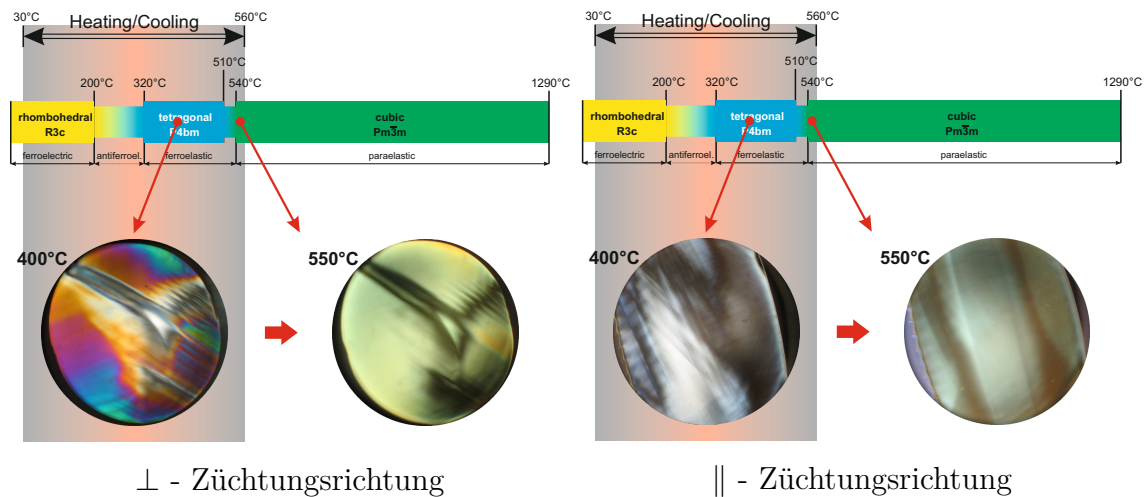 30°C Heating/Cooling 560°C
510°C
200°C 320°C 540°C 1290°C
rhombohedral tetragonal cubic
R3c P4bm Pm3̅m
ferroelectric antiferroel. ferroelastic paraelastic
400°C 550°C
⊥ - Züchtungsrichtung
30°C Heating/Cooling 560°C
510°C
200°C 320°C 540°C 1290°C
rhombohedral tetragonal cubic
R3c P4bm Pm3̅m
ferroelectric antiferroel. ferroelastic paraelastic
400°C 550°C
∥ - Züchtungsrichtung